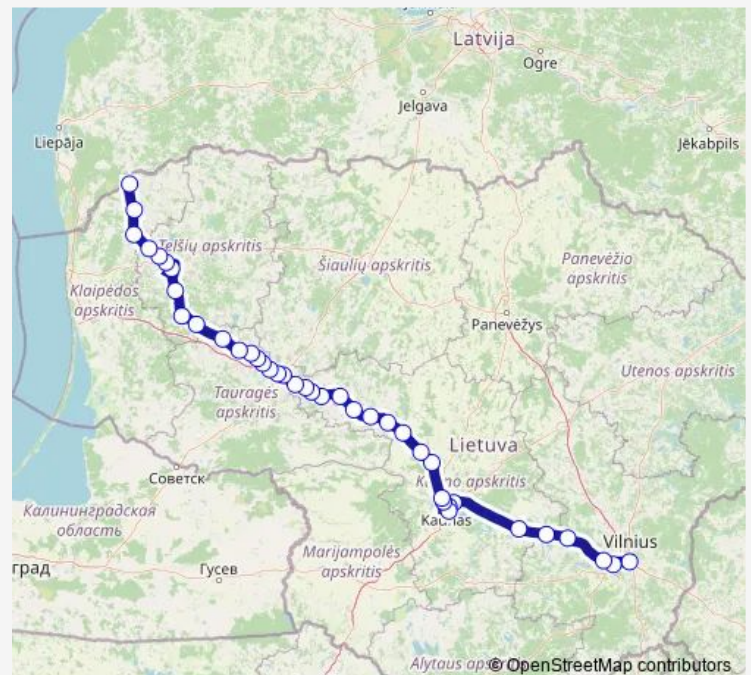 Latvija
Ogre
Jelgava
Liepāja
Jēkabpils
Telšių apskritis
Šiaulių apskritis
Panevėžio
apskritis
Klaipėdos
apskritis
Panevėžys
Utenos apskritis
Tauragės
apskritis
Lietuva
Советск
apskritis
Калининградская
область
Kaunas
Vilnius
Marijampolės
apskritis
град
Гусев
Alytaus
© OpenStreetMap contributors